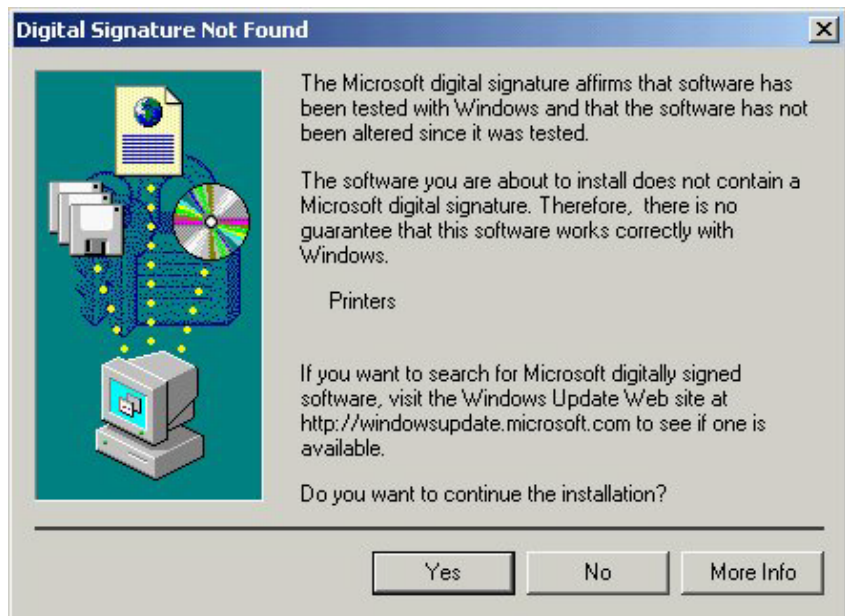 Digital Signature Not Found
The Microsoft digital signature affirms that software has
been tested with Windows and that the software has not
been altered since it was tested.
The software you are about to install does not contain a
Microsoft digital signature. Therefore,  there is no
guarantee that this software works correctly with
Windows.
Printers
If you want to search for Microsoft digitally signed
software, visit the Windows Update Web site at
http://windowsupdate.microsoft.com to see if one is
available.
Do you want to continue the installation?
Yes
No
More Info